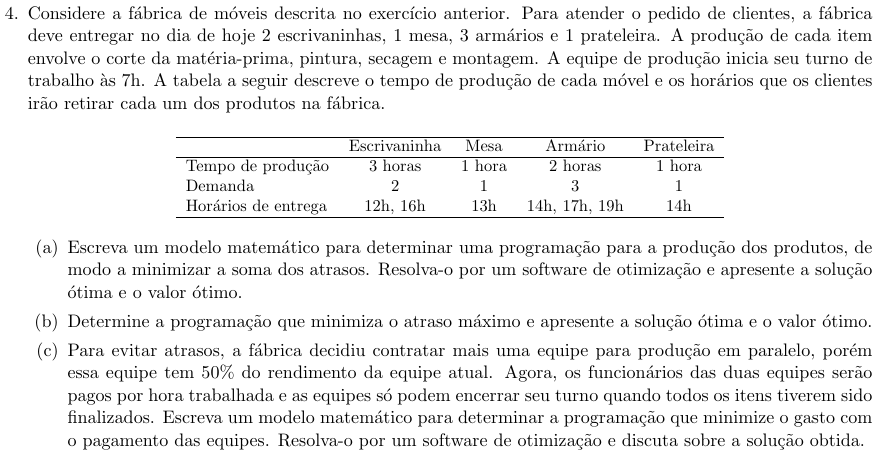 4. Considere a fábrica de móveis descrita no exercício anterior. Para atender o pedido de clientes, a fábrica
deve entregar no dia de hoje 2 escrivaninhas, 1 mesa, 3 armários e 1 prateleira. A produção de cada item
envolve o corte da matéria-prima, pintura, secagem e montagem. A equipe de produção inicia seu turno de
trabalho às 7h. A tabela a seguir descreve o tempo de produção de cada móvel e os horários que os clientes
irão retirar cada um dos produtos na fábrica.
Escrivaninha Mesa Armário Prateleira
Tempo de produção 3 horas 1 hora 2 horas 1 hora
Demanda 2 1 3 1
Horários de entrega 12h, 16h 13h 14h, 17h, 19h 14h
(a) Escreva um modelo matemático para determinar uma programação para a produção dos produtos, de
modo a minimizar a soma dos atrasos. Resolva-o por um software de otimização e apresente a solução
ótima e o valor ótimo.
(b) Determine a programação que minimiza o atraso máximo e apresente a solução ótima e o valor ótimo.
(c) Para evitar atrasos, a fábrica decidiu contratar mais uma equipe para produção em paralelo, porém
essa equipe tem 50% do rendimento da equipe atual. Agora, os funcionários das duas equipes serão
pagos por hora trabalhada e as equipes só podem encerrar seu turno quando todos os itens tiverem sido
finalizados. Escreva um modelo matemático para determinar a programação que minimize o gasto com
o pagamento das equipes. Resolva-o por um software de otimização e discuta sobre a solução obtida.